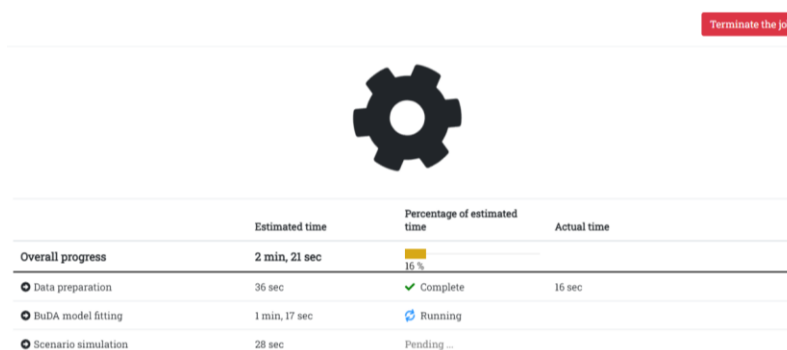 Terminate the jo
Estimated time
Percentage of estimated
time
Actual time
Overall progress
2 min, 21 sec
16 %
Data preparation
36 sec
Complete
16 sec
BuDA model fitting
1 min, 17 sec
Running
Scenario simulation
28 sec
Pending ...